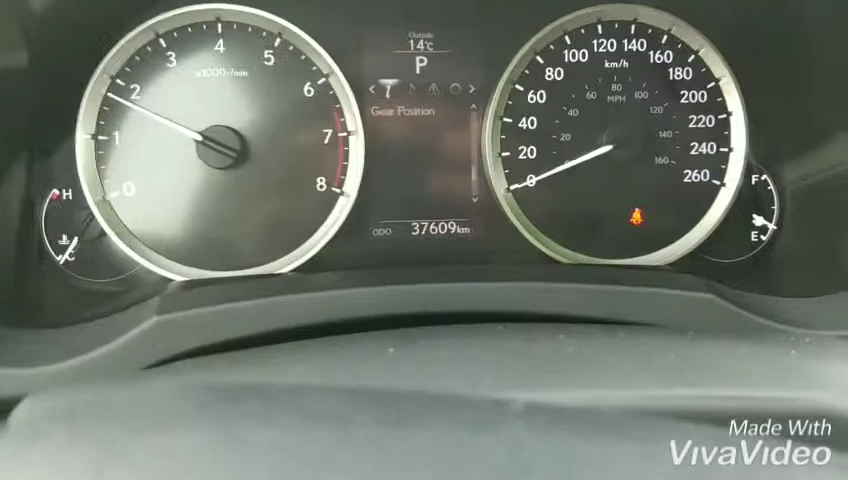 0
1
2
3
4
5
6
7
8
x1000r/min
H
C
Outside
14°C
P
Gear Position
ODO 37609km
0
20
40
60
80
100
120
140
160
180
200
220
240
260
km/h
MPH
20
40
60
80
100
120
140
160
F
E
Made With
VivaVideo